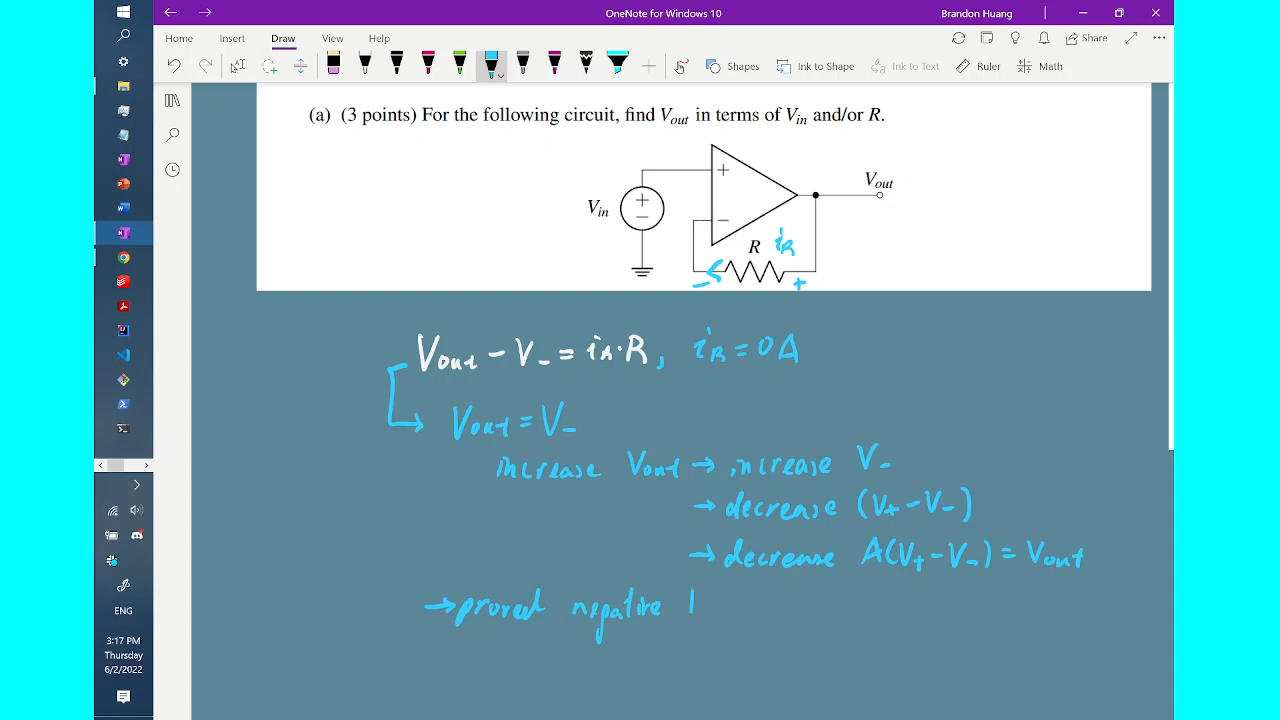 OneNote for Windows 10
Brandon Huang
Home Insert Draw View Help
Share
Shapes Ink to Shape Ink to Text Ruler Math
(a) (3 points) For the following circuit, find Vout in terms of Vin and/or R.
Vout
+
Vin
+
−
−
R iR
− +
Vout − V− = iR · R, iR = 0A
→ Vout = V−
increase Vout → increase V−
→ decrease (V+ − V−)
→ decrease A(V+ − V−) = Vout
→ proved negative
ENG
3:17 PM
Thursday
6/2/2022